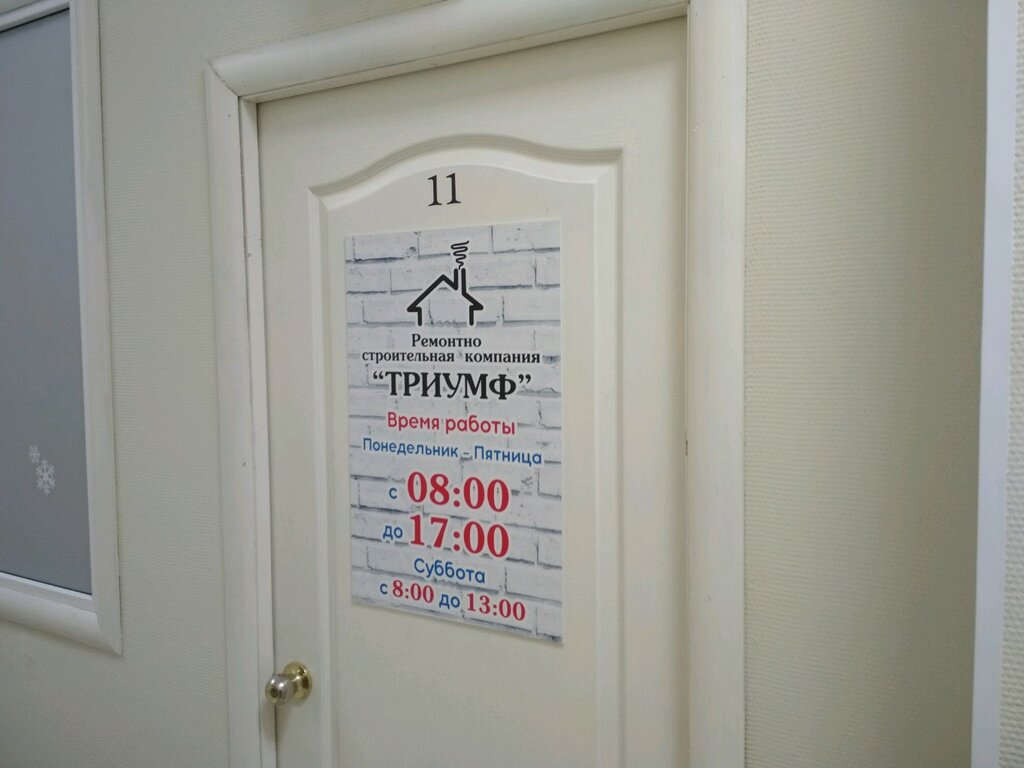 11
Ремонтно
строительная компания
“ТРИУМФ”
Время работы
Понедельник - Пятница
с 08:00
до 17:00
Суббота
с 8:00 до 13:00